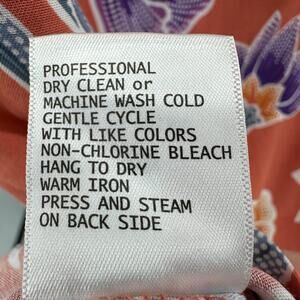 PROFESSIONAL
DRY CLEAN or
MACHINE WASH COLD
GENTLE CYCLE
WITH LIKE COLORS
NON-CHLORINE BLEACH
HANG TO DRY
WARM IRON
PRESS AND STEAM
ON BACK SIDE